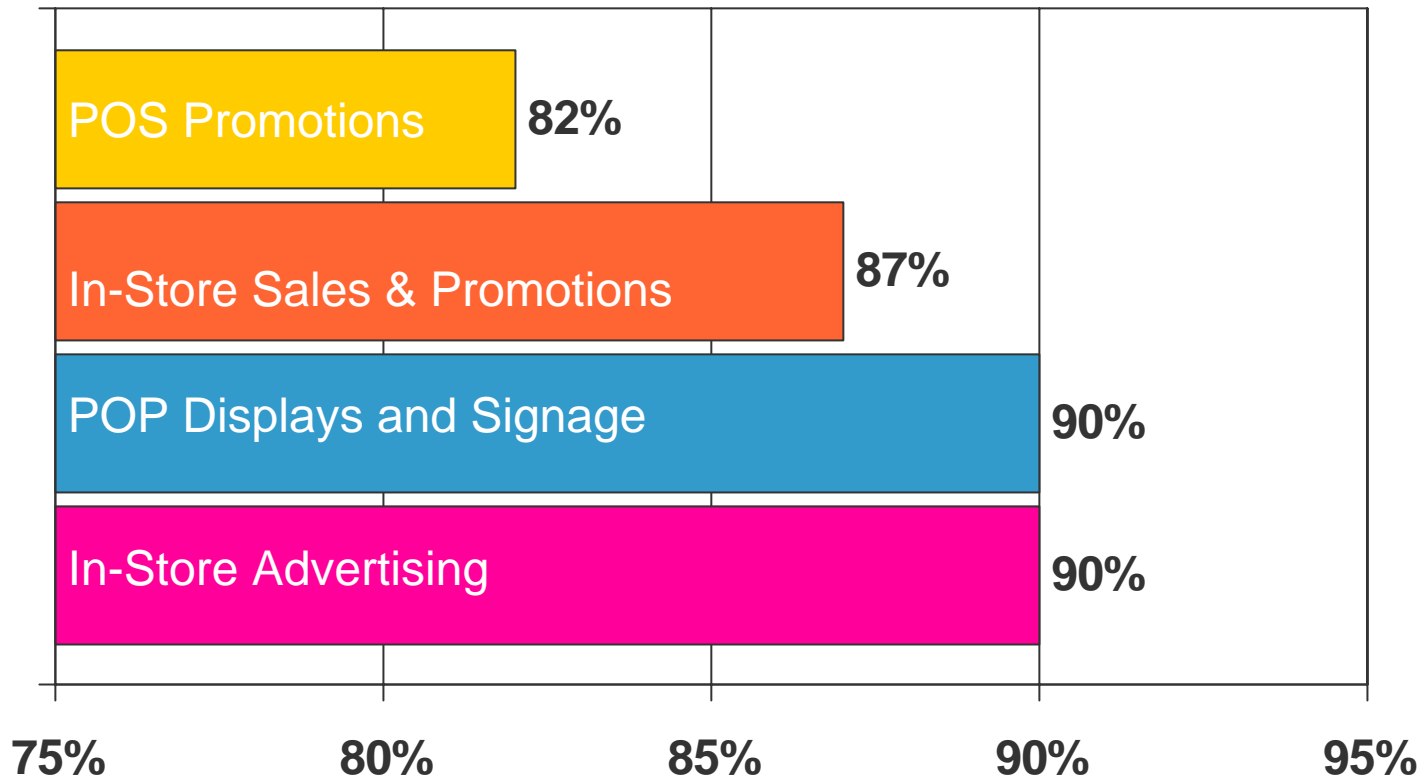 POS Promotions 82%
In-Store Sales & Promotions 87%
POP Displays and Signage 90%
In-Store Advertising 90%
75% 80% 85% 90% 95%